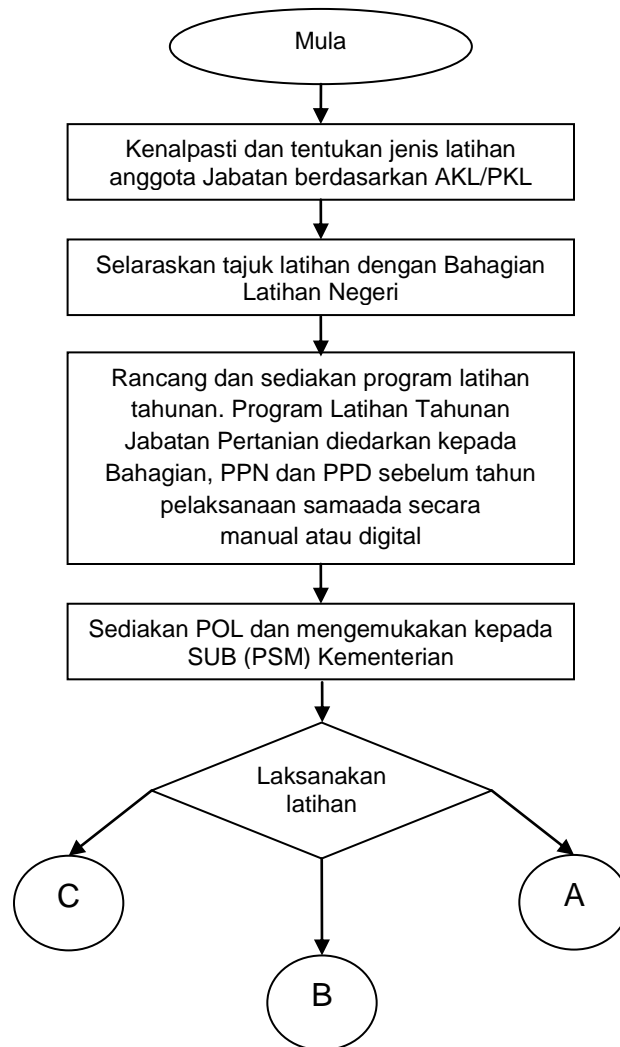 Mula
Kenalpasti dan tentukan jenis latihan
anggota Jabatan berdasarkan AKL/PKL
Selaraskan tajuk latihan dengan Bahagian
Latihan Negeri
Rancang dan sediakan program latihan
tahunan. Program Latihan Tahunan
Jabatan Pertanian diedarkan kepada
Bahagian, PPN dan PPD sebelum tahun
pelaksanaan samaada secara
manual atau digital
Sediakan POL dan mengemukakan kepada
SUB (PSM) Kementerian
Laksanakan
latihan
C
A
B